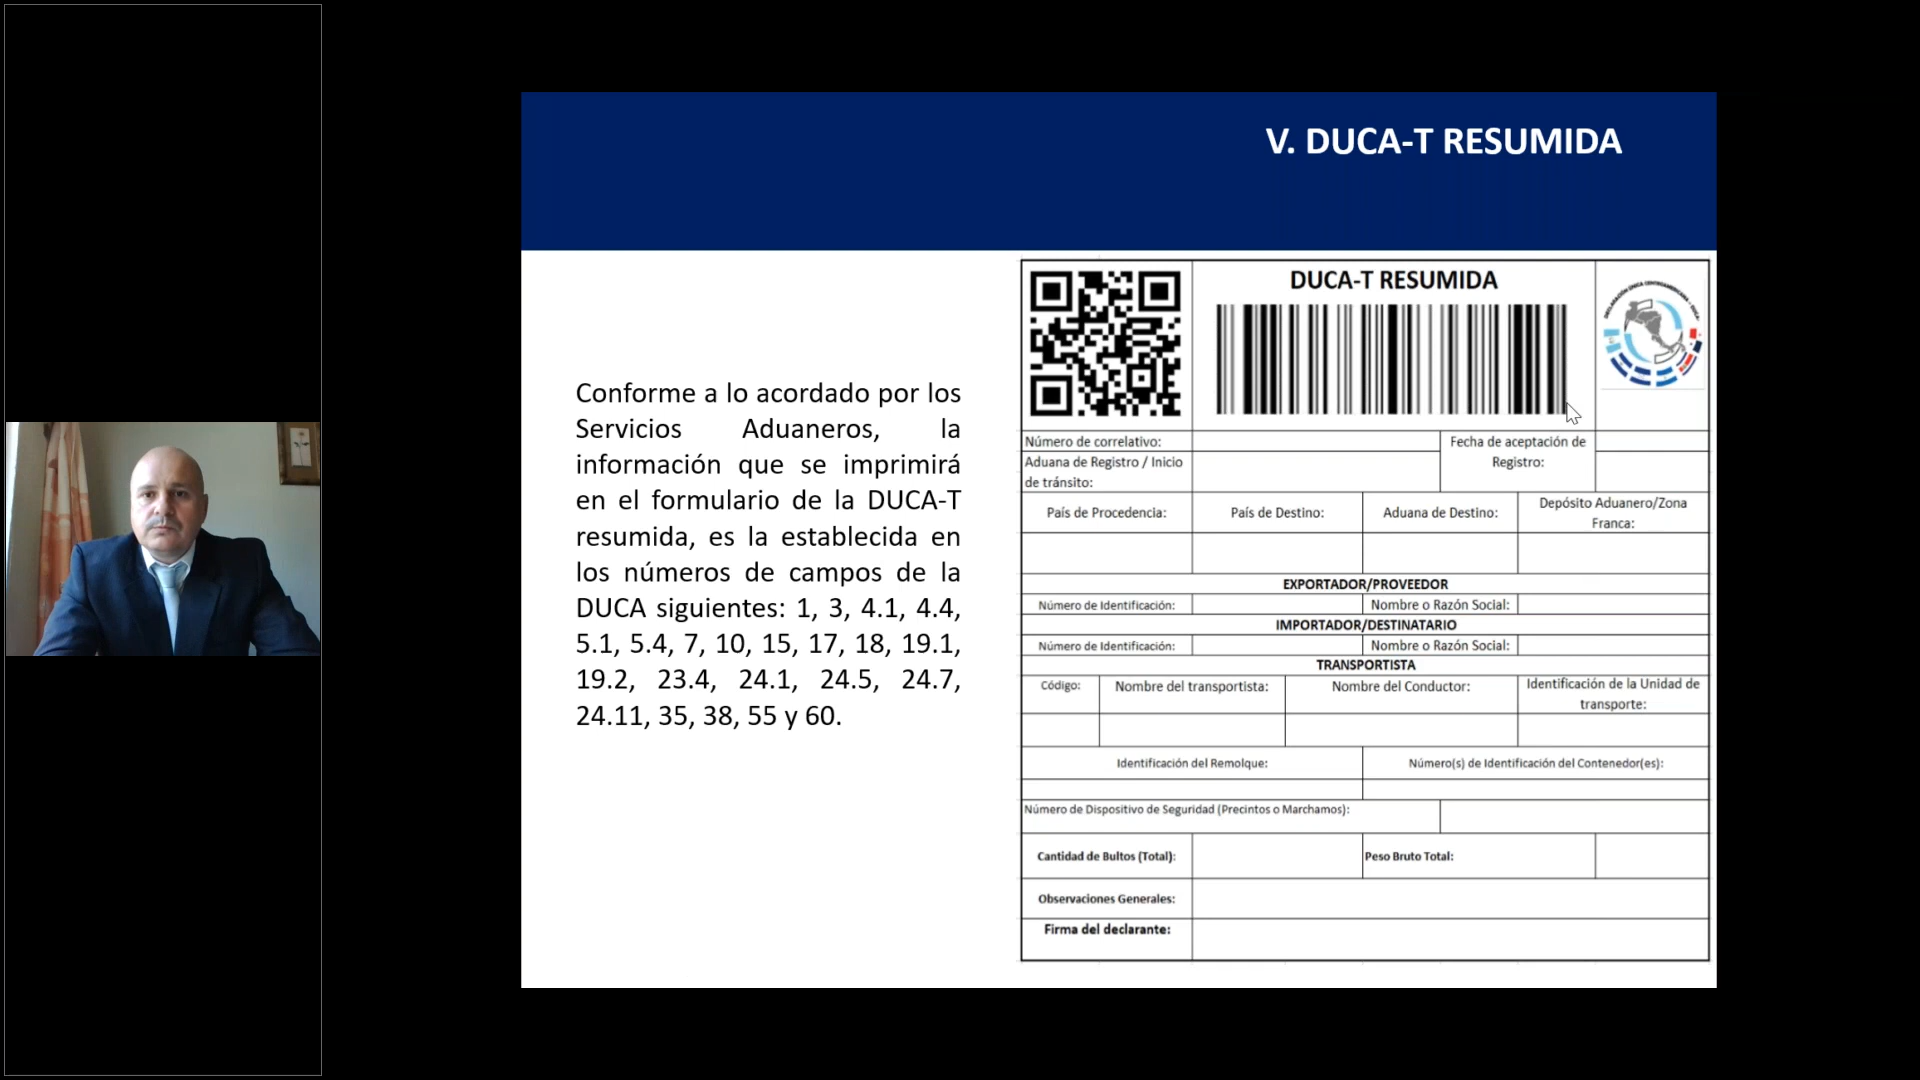 V. DUCA-T RESUMIDA
Conforme a lo acordado por los
Servicios Aduaneros, la
información que se imprimirá
en el formulario de la DUCA-T
resumida, es la establecida en
los números de campos de la
DUCA siguientes: 1, 3, 4.1, 4.4,
5.1, 5.4, 7, 10, 15, 17, 18, 19.1,
19.2, 23.4, 24.1, 24.5, 24.7,
24.11, 35, 38, 55 y 60.
DUCA-T RESUMIDA
Número de correlativo:
Fecha de aceptación de
Registro:
Aduana de Registro / Inicio
de tránsito:
País de Procedencia:
País de Destino:
Aduana de Destino:
Depósito Aduanero/Zona
Franca:
EXPORTADOR/PROVEEDOR
Número de Identificación:
Nombre o Razón Social:
IMPORTADOR/DESTINATARIO
Número de Identificación:
Nombre o Razón Social:
TRANSPORTISTA
Código:
Nombre del transportista:
Nombre del Conductor:
Identificación de la Unidad de
transporte:
Identificación del Remolque:
Número(s) de Identificación del Contenedor(es):
Número de Dispositivo de Seguridad (Precintos o Marchamos):
Cantidad de Bultos (Total):
Peso Bruto Total:
Observaciones Generales:
Firma del declarante: